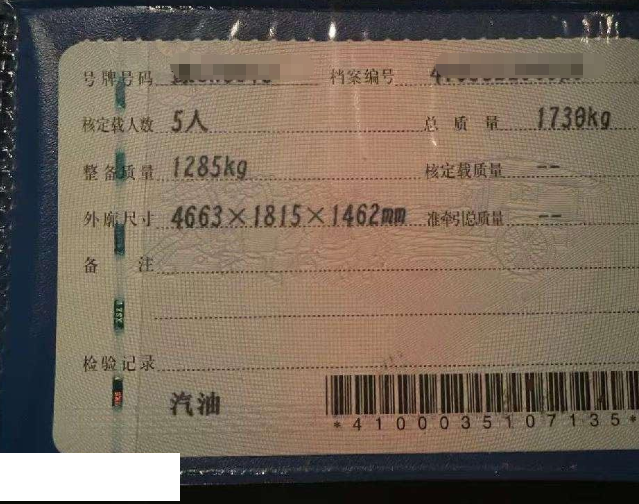 号牌号码 档案编号
核定载人数 5人 总质量 1730kg
整备质量 1285kg 核定载质量 --
外廓尺寸 4663×1815×1462mm 准牵引总质量 --
备 注
检验记录
汽油
*4100035107135*